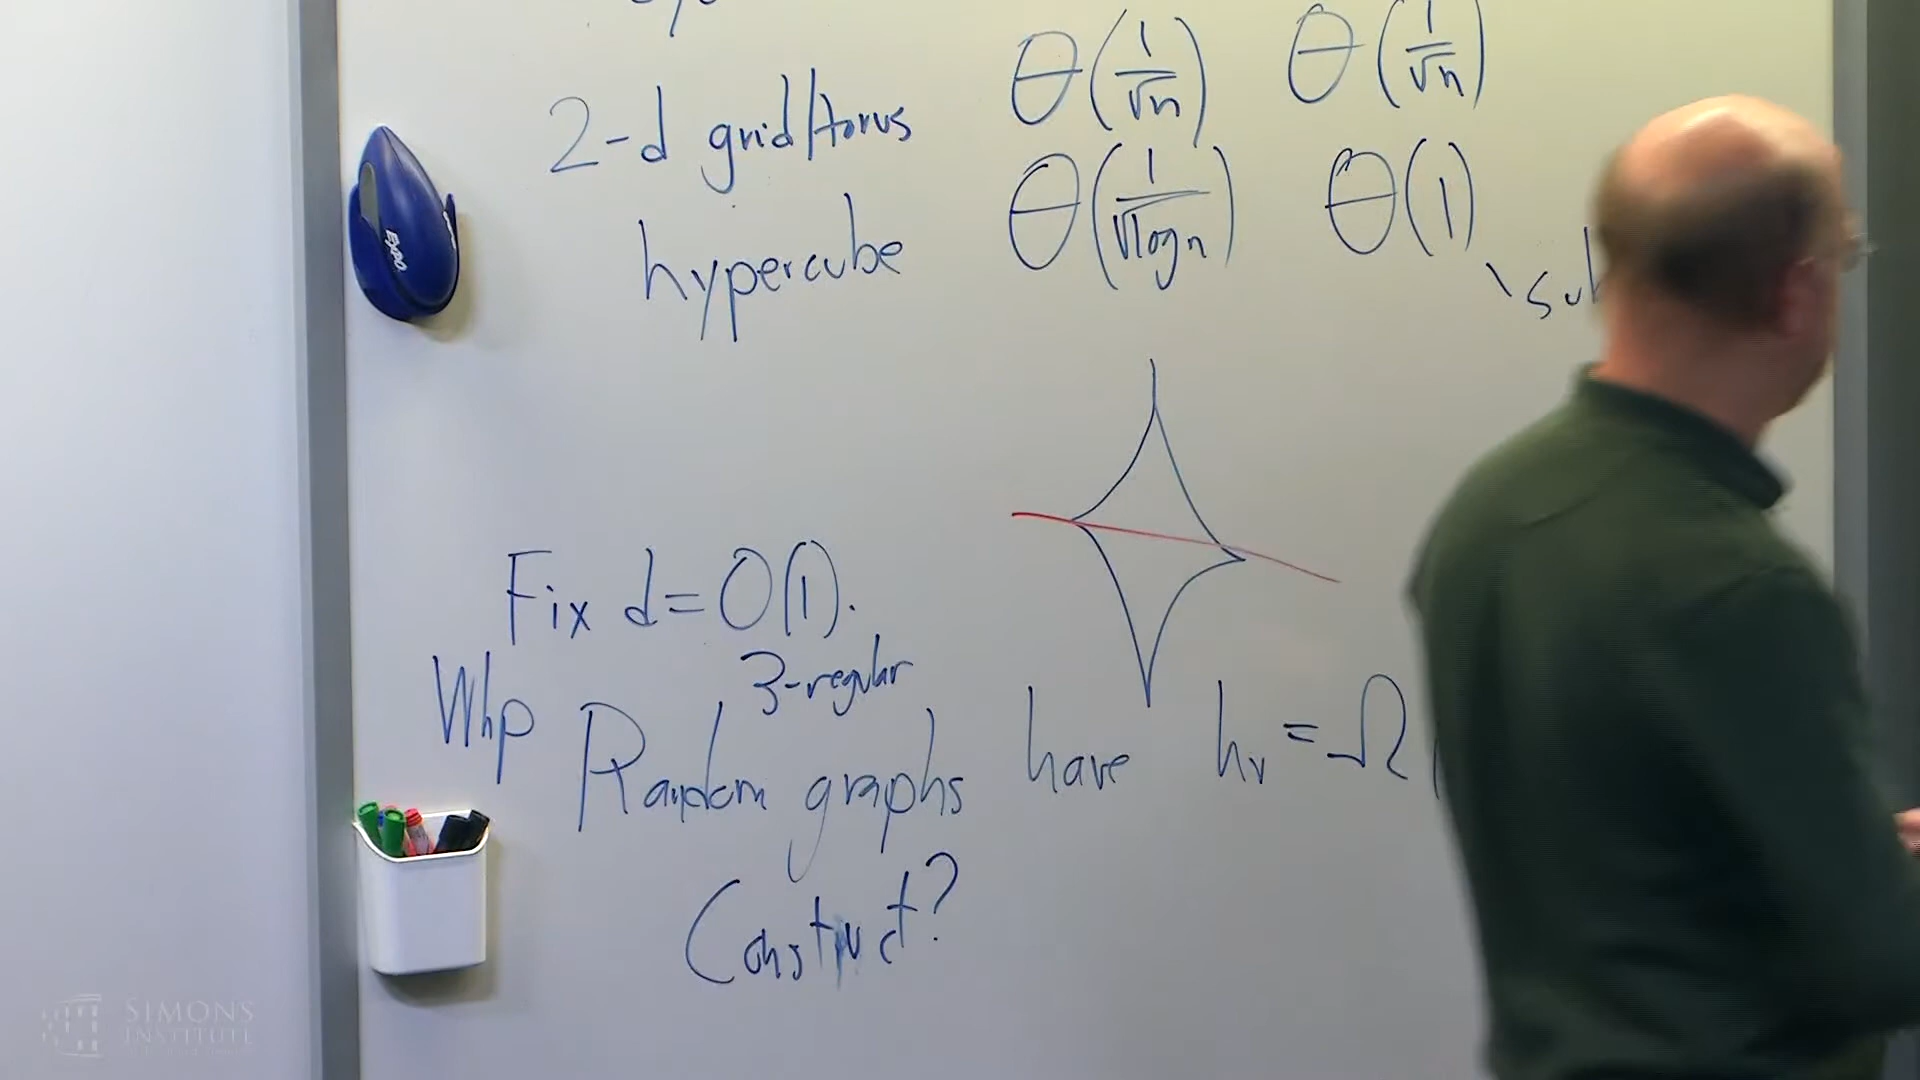 2-d grid/torus Θ(1/√n) Θ(1/√n)
hypercube Θ(1/√log n) Θ(1)
Expo
Fix d=O(1).
3-regular
Whp Random graphs have hv = Ω
Construct?
SIMONS
INSTITUTE